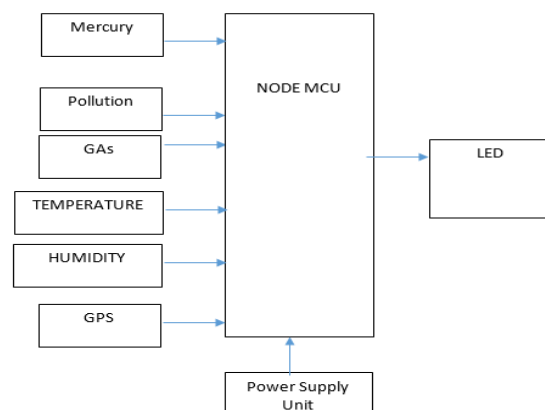 Mercury
Pollution
GAs
TEMPERATURE
HUMIDITY
GPS
NODE MCU
LED
Power Supply
Unit